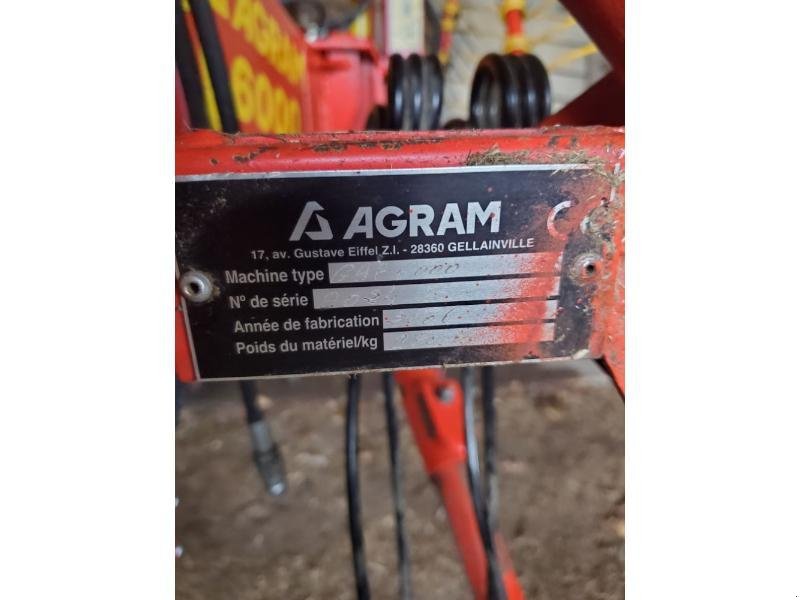 AGRAM
6000
AGRAM CE
17, av. Gustave Eiffel Z.I. - 28360 GELLAINVILLE
Machine type
N° de série
Année de fabrication
Poids du matériel/kg